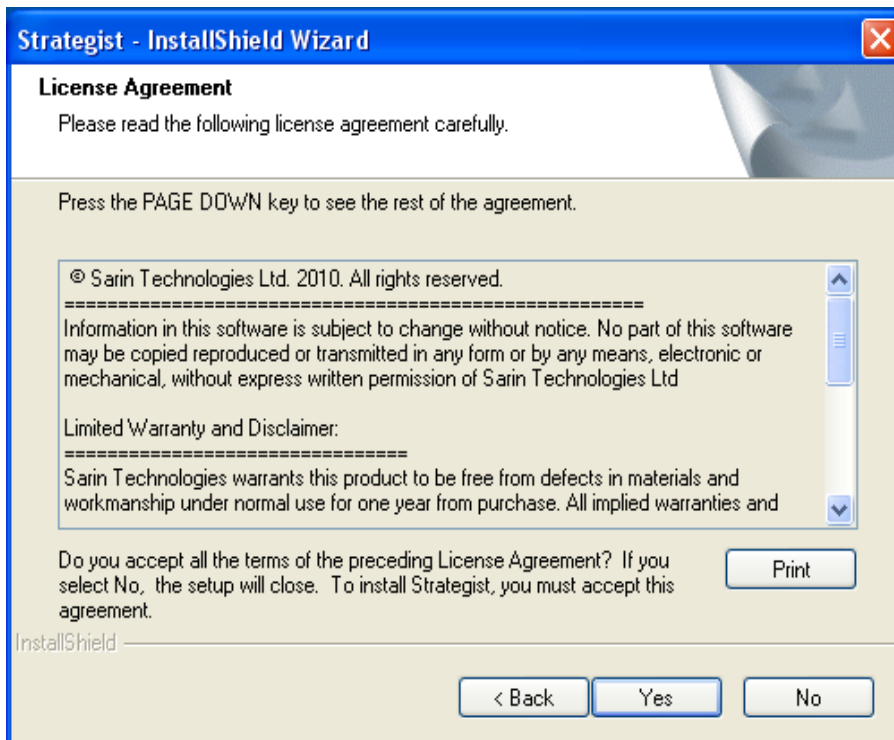 Strategist - InstallShield Wizard
License Agreement
Please read the following license agreement carefully.
Press the PAGE DOWN key to see the rest of the agreement.
© Sarin Technologies Ltd. 2010. All rights reserved.
======================================================
Information in this software is subject to change without notice. No part of this software
may be copied reproduced or transmitted in any form or by any means, electronic or
mechanical, without express written permission of Sarin Technologies Ltd
Limited Warranty and Disclaimer:
================================
Sarin Technologies warrants this product to be free from defects in materials and
workmanship under normal use for one year from purchase. All implied warranties and
Do you accept all the terms of the preceding License Agreement? If you
select No, the setup will close. To install Strategist, you must accept this
agreement.
Print
InstallShield
< Back
Yes
No